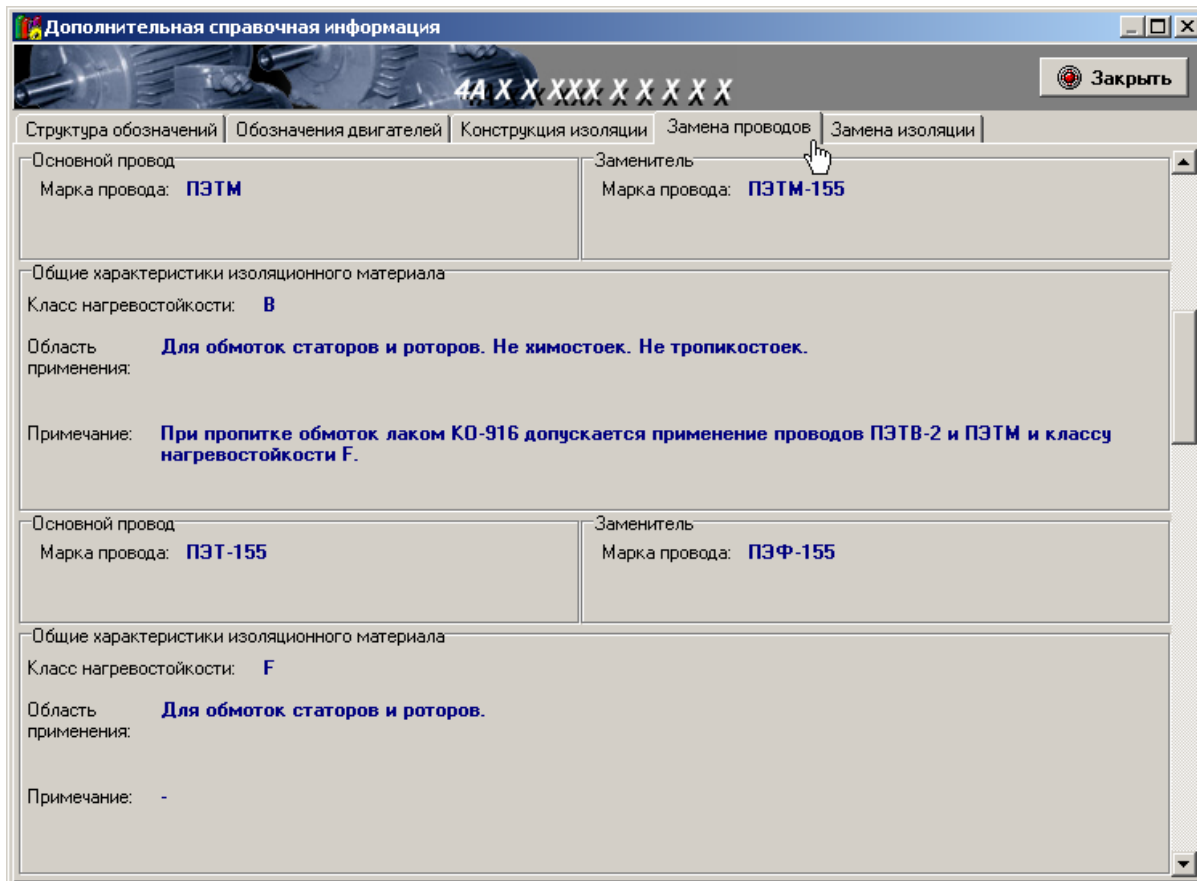 Дополнительная справочная информация
4А Х Х ХХХ Х Х Х Х Х
Закрыть
Структура обозначений Обозначения двигателей Конструкция изоляции Замена проводов Замена изоляции
Основной провод
Марка провода: ПЭТМ
Заменитель
Марка провода: ПЭТМ-155
Общие характеристики изоляционного материала
Класс нагревостойкости: В
Область применения: Для обмоток статоров и роторов. Не химостоек. Не тропикостоек.
Примечание: При пропитке обмоток лаком КО-916 допускается применение проводов ПЭТВ-2 и ПЭТМ и классу
нагревостойкости F.
Основной провод
Марка провода: ПЭТ-155
Заменитель
Марка провода: ПЭФ-155
Общие характеристики изоляционного материала
Класс нагревостойкости: F
Область применения: Для обмоток статоров и роторов.
Примечание: -